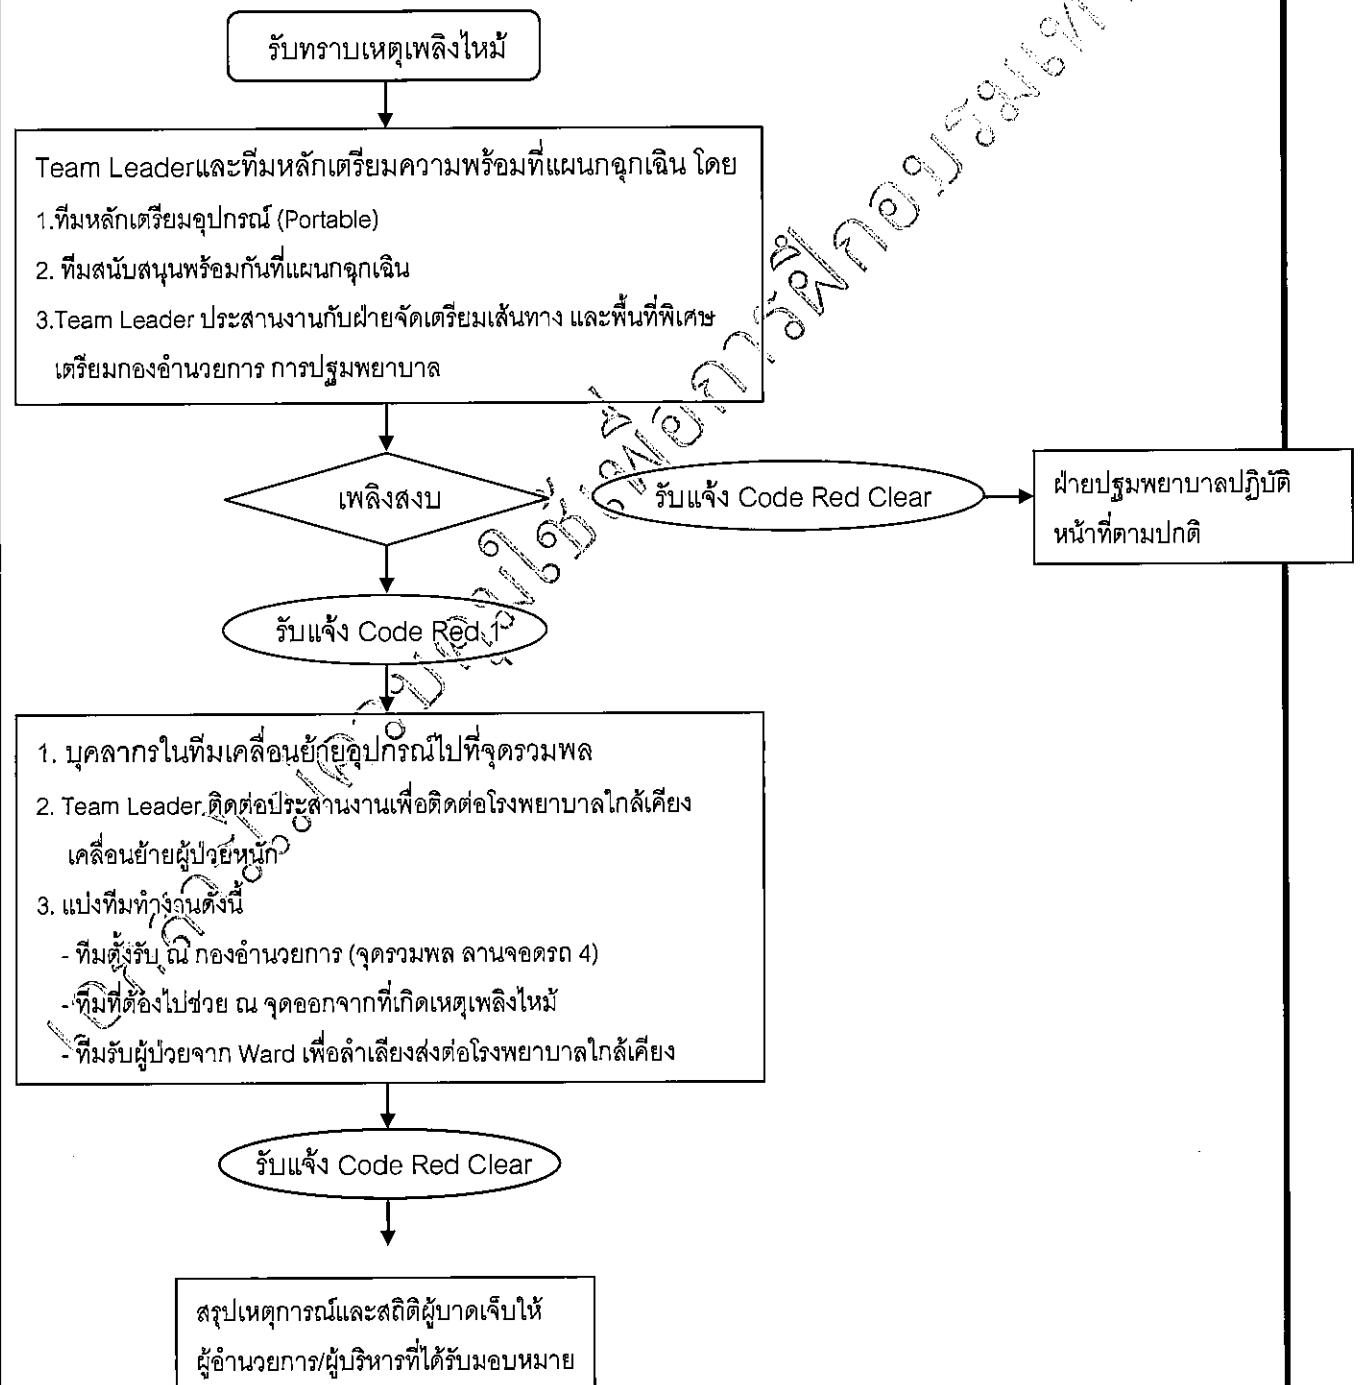 รับทราบเหตุเพลิงไหม้
Team Leaderและทีมหลักเตรียมความพร้อมที่แผนกฉุกเฉิน โดย
1.ทีมหลักเตรียมอุปกรณ์ (Portable)
2. ทีมสนับสนุนพร้อมกันที่แผนกฉุกเฉิน
3.Team Leader ประสานงานกับฝ่ายจัดเตรียมเส้นทาง และพื้นที่พิเศษ
เตรียมกองอำนวยการ การปฐมพยาบาล
เพลิงสงบ
รับแจ้ง Code Red Clear
ฝ่ายปฐมพยาบาลปฏิบัติ
หน้าที่ตามปกติ
รับแจ้ง Code Red 1
1. บุคลากรในทีมเคลื่อนย้ายอุปกรณ์ไปที่จุดรวมพล
2. Team Leader ติดต่อประสานงานเพื่อติดต่อโรงพยาบาลใกล้เคียง
เคลื่อนย้ายผู้ป่วยหนัก
3. แบ่งทีมทำงานดังนี้
- ทีมตั้งรับ ณ กองอำนวยการ (จุดรวมพล ลานจอดรถ 4)
- ทีมที่ต้องไปช่วย ณ จุดออกจากที่เกิดเหตุเพลิงไหม้
- ทีมรับผู้ป่วยจาก Ward เพื่อลำเลียงส่งต่อโรงพยาบาลใกล้เคียง
รับแจ้ง Code Red Clear
สรุปเหตุการณ์และสถิติผู้บาดเจ็บให้
ผู้อำนวยการ/ผู้บริหารที่ได้รับมอบหมาย